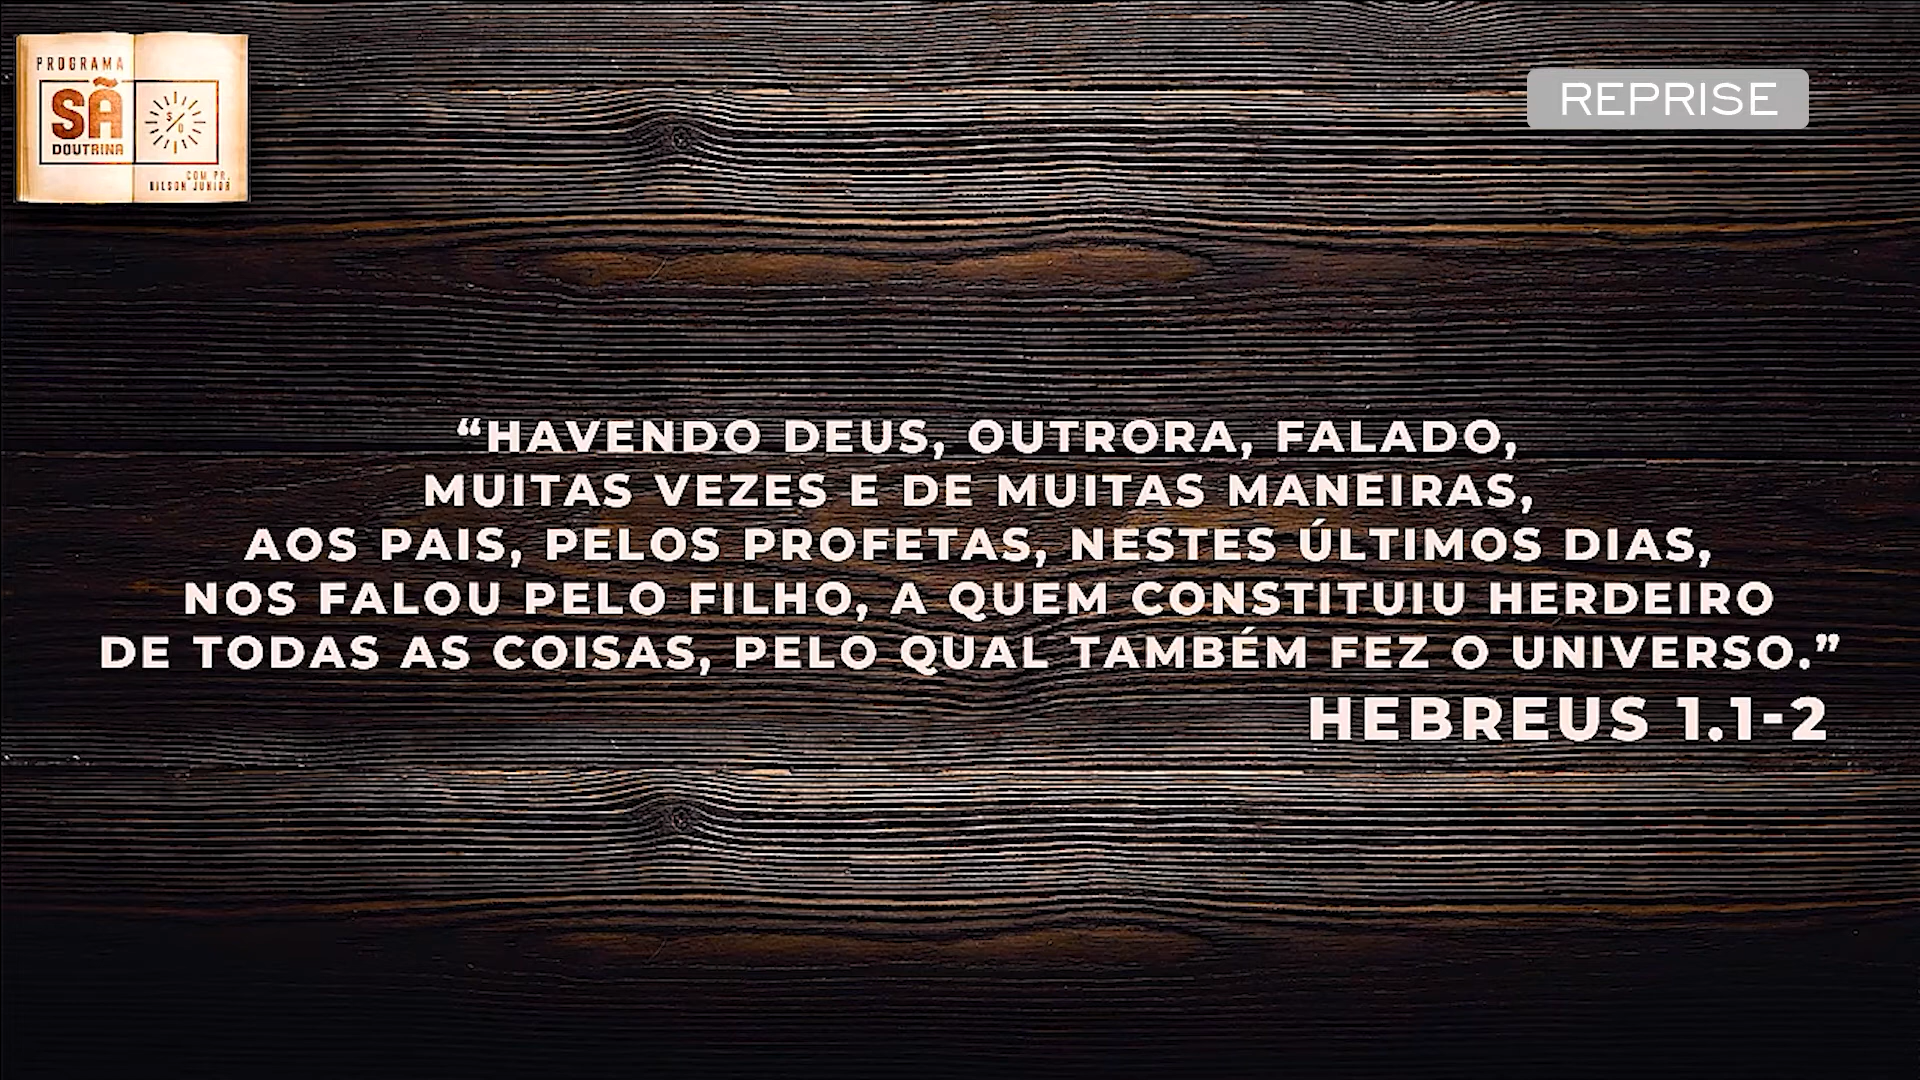 PROGRAMA
SÃ
DOUTRINA
COM PR.
JUNIOR
REPRISE
“HAVENDO DEUS, OUTRORA, FALADO,
MUITAS VEZES E DE MUITAS MANEIRAS,
AOS PAIS, PELOS PROFETAS, NESTES ÚLTIMOS DIAS,
NOS FALOU PELO FILHO, A QUEM CONSTITUIU HERDEIRO
DE TODAS AS COISAS, PELO QUAL TAMBÉM FEZ O UNIVERSO.”
HEBREUS 1.1-2